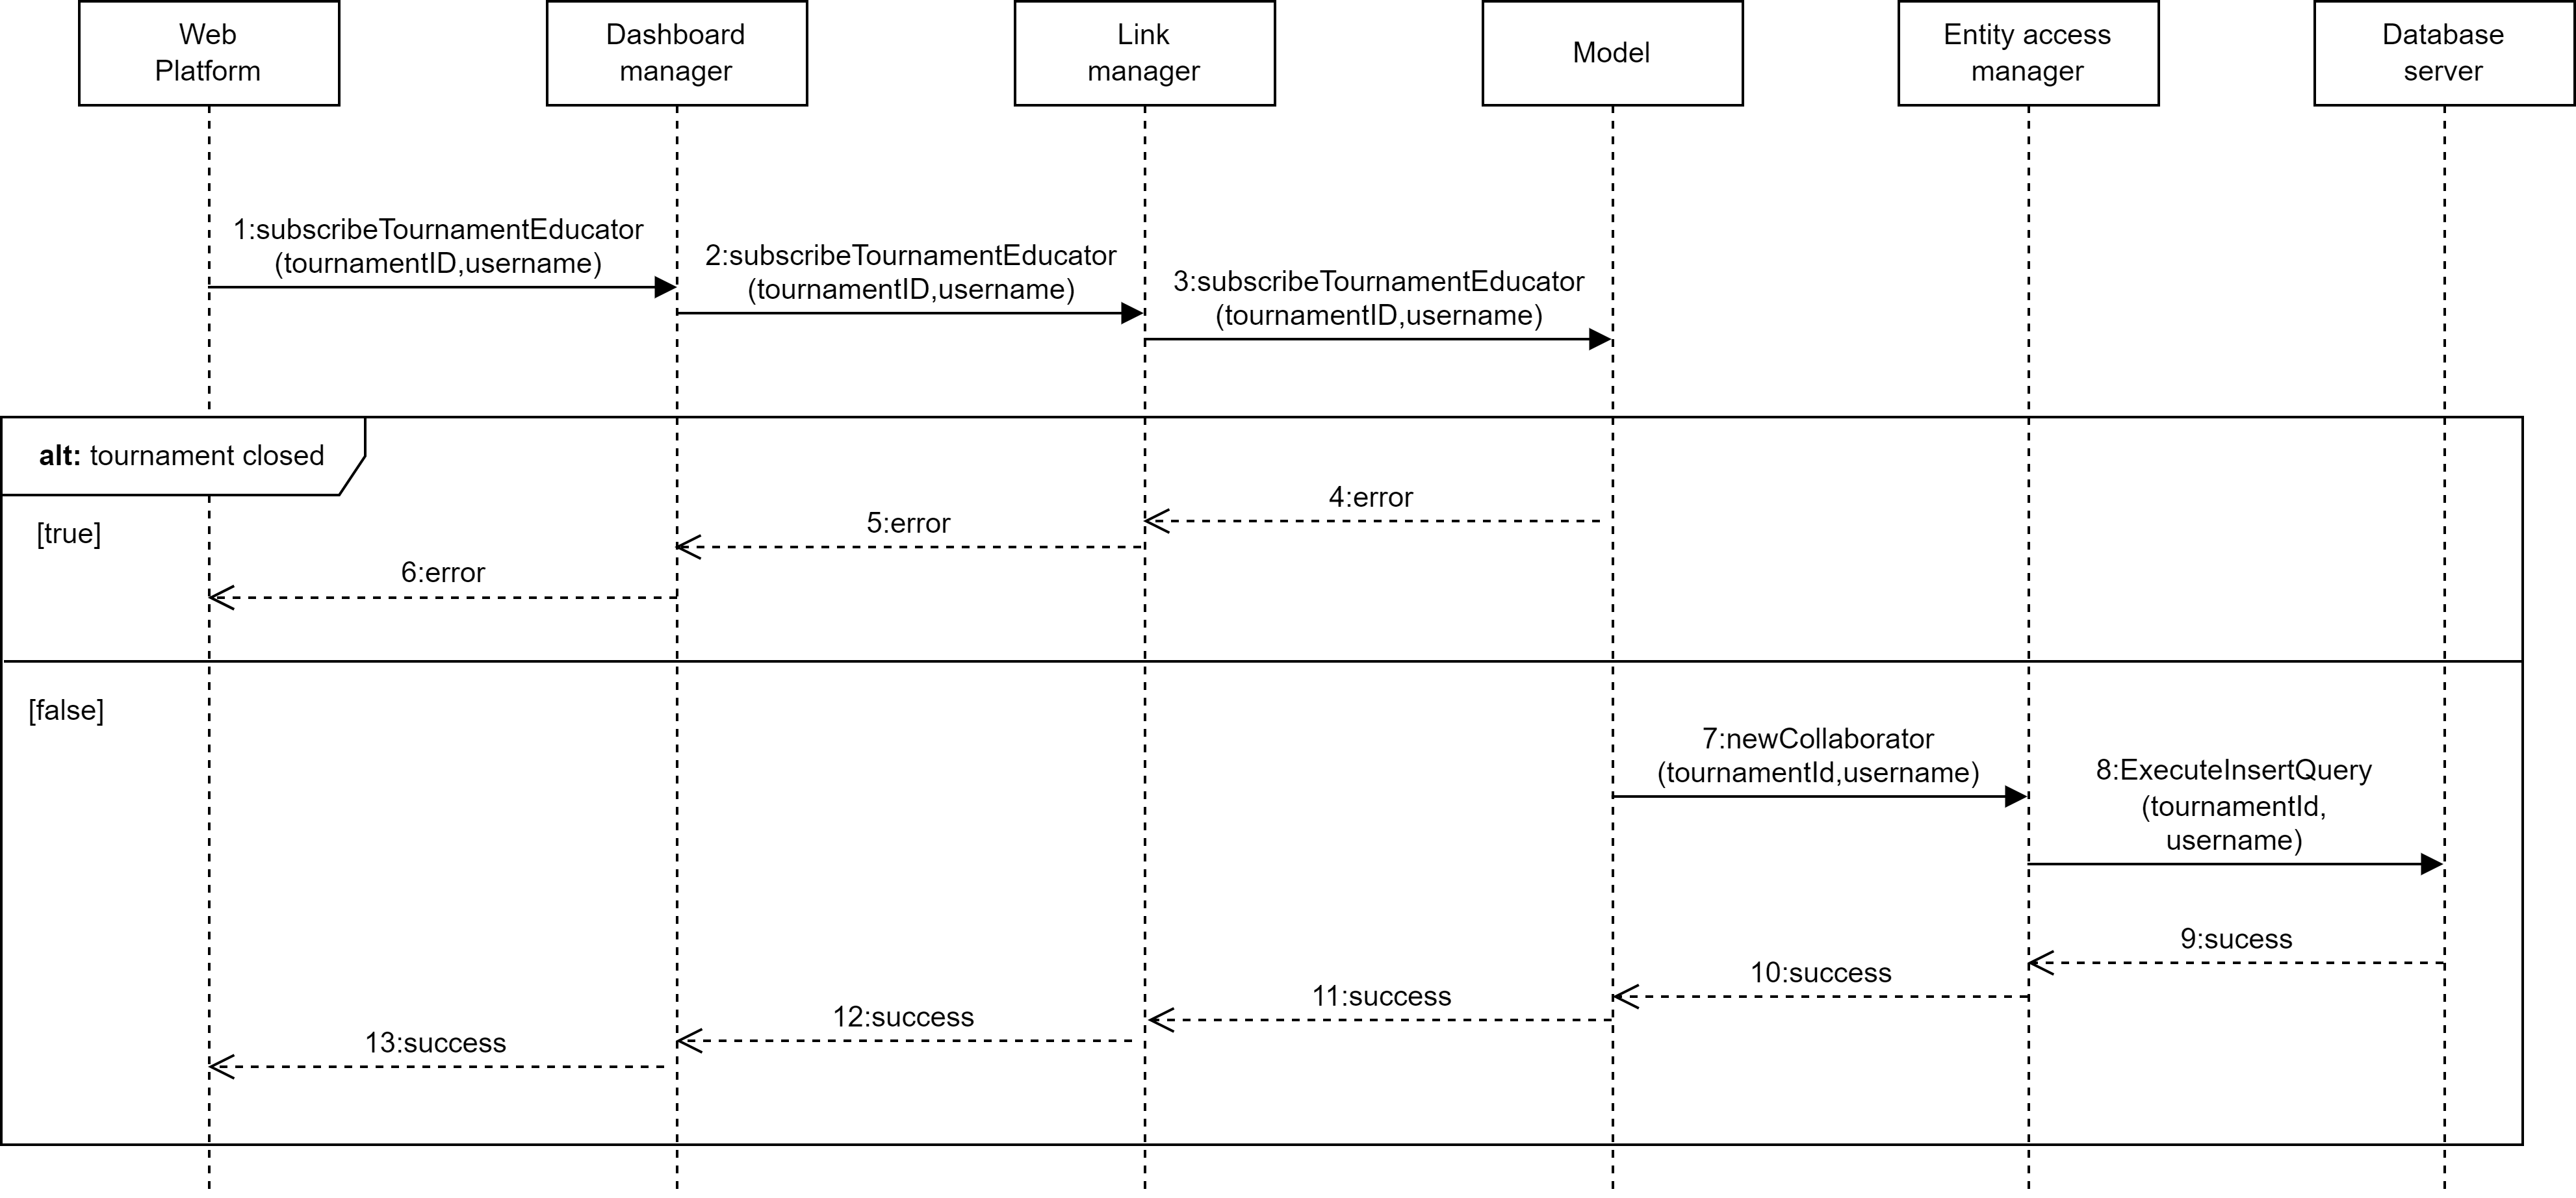 Web
Platform
Dashboard
manager
Link
manager
Model
Entity access
manager
Database
server
1:subscribeTournamentEducator
(tournamentID,username)
2:subscribeTournamentEducator
(tournamentID,username)
3:subscribeTournamentEducator
(tournamentID,username)
alt: tournament closed
[true]
4:error
5:error
6:error
[false]
7:newCollaborator
(tournamentId,username)
8:ExecuteInsertQuery
(tournamentId,
username)
9:sucess
10:success
11:success
12:success
13:success